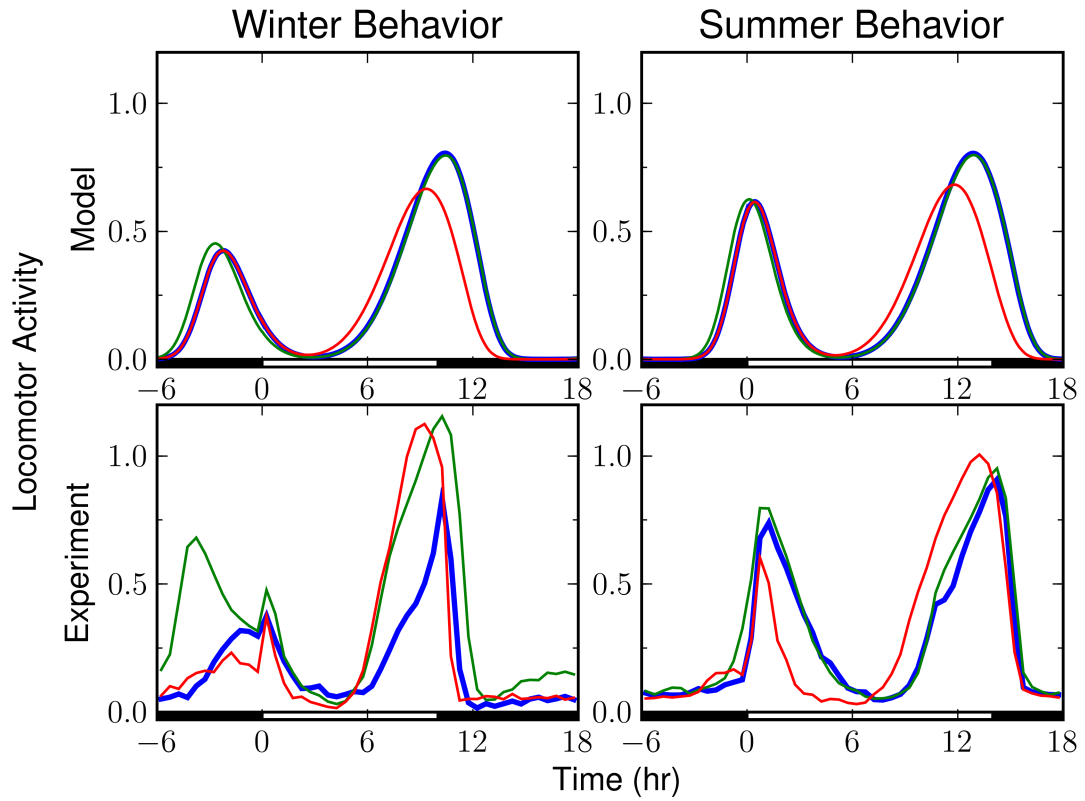 Winter Behavior Summer Behavior
Locomotor Activity
Model
1.0 1.0
0.5 0.5
0.0 0.0
−6 0 6 12 18 −6 0 6 12 18
Experiment
1.0 1.0
0.5 0.5
0.0 0.0
−6 0 6 12 18 −6 0 6 12 18
Time (hr)